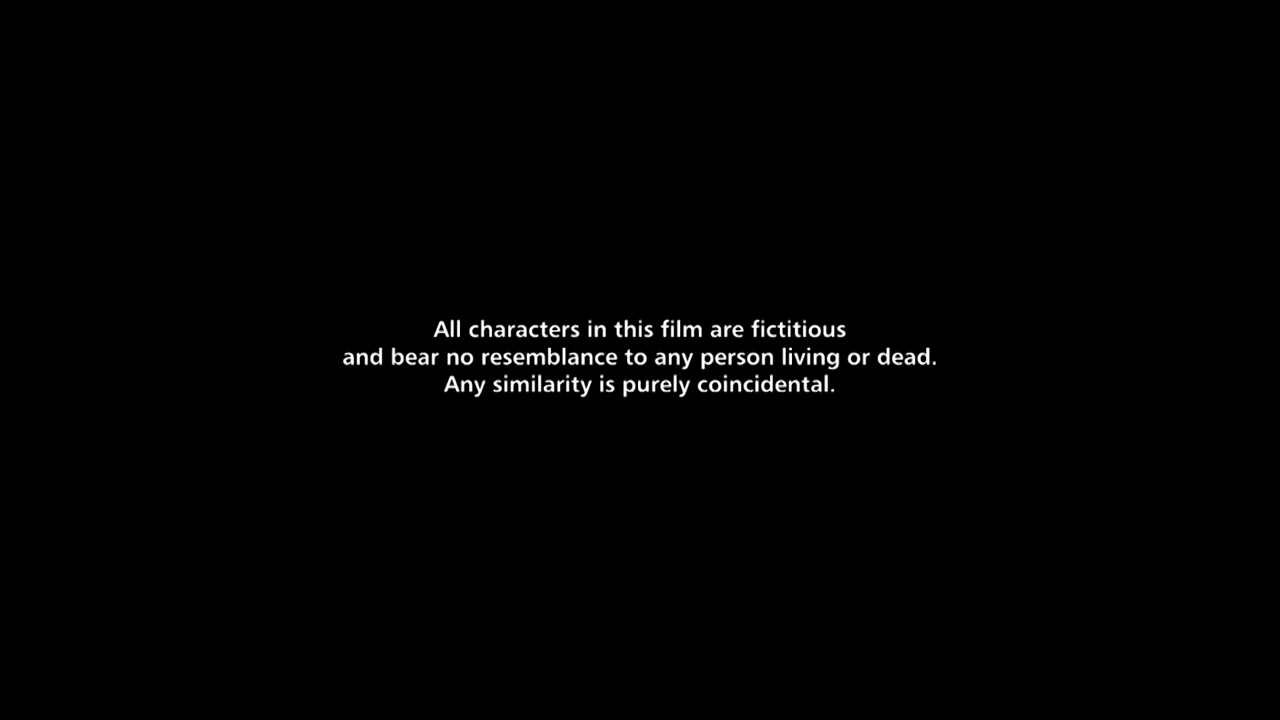 All characters in this film are fictitious
and bear no resemblance to any person living or dead.
Any similarity is purely coincidental.